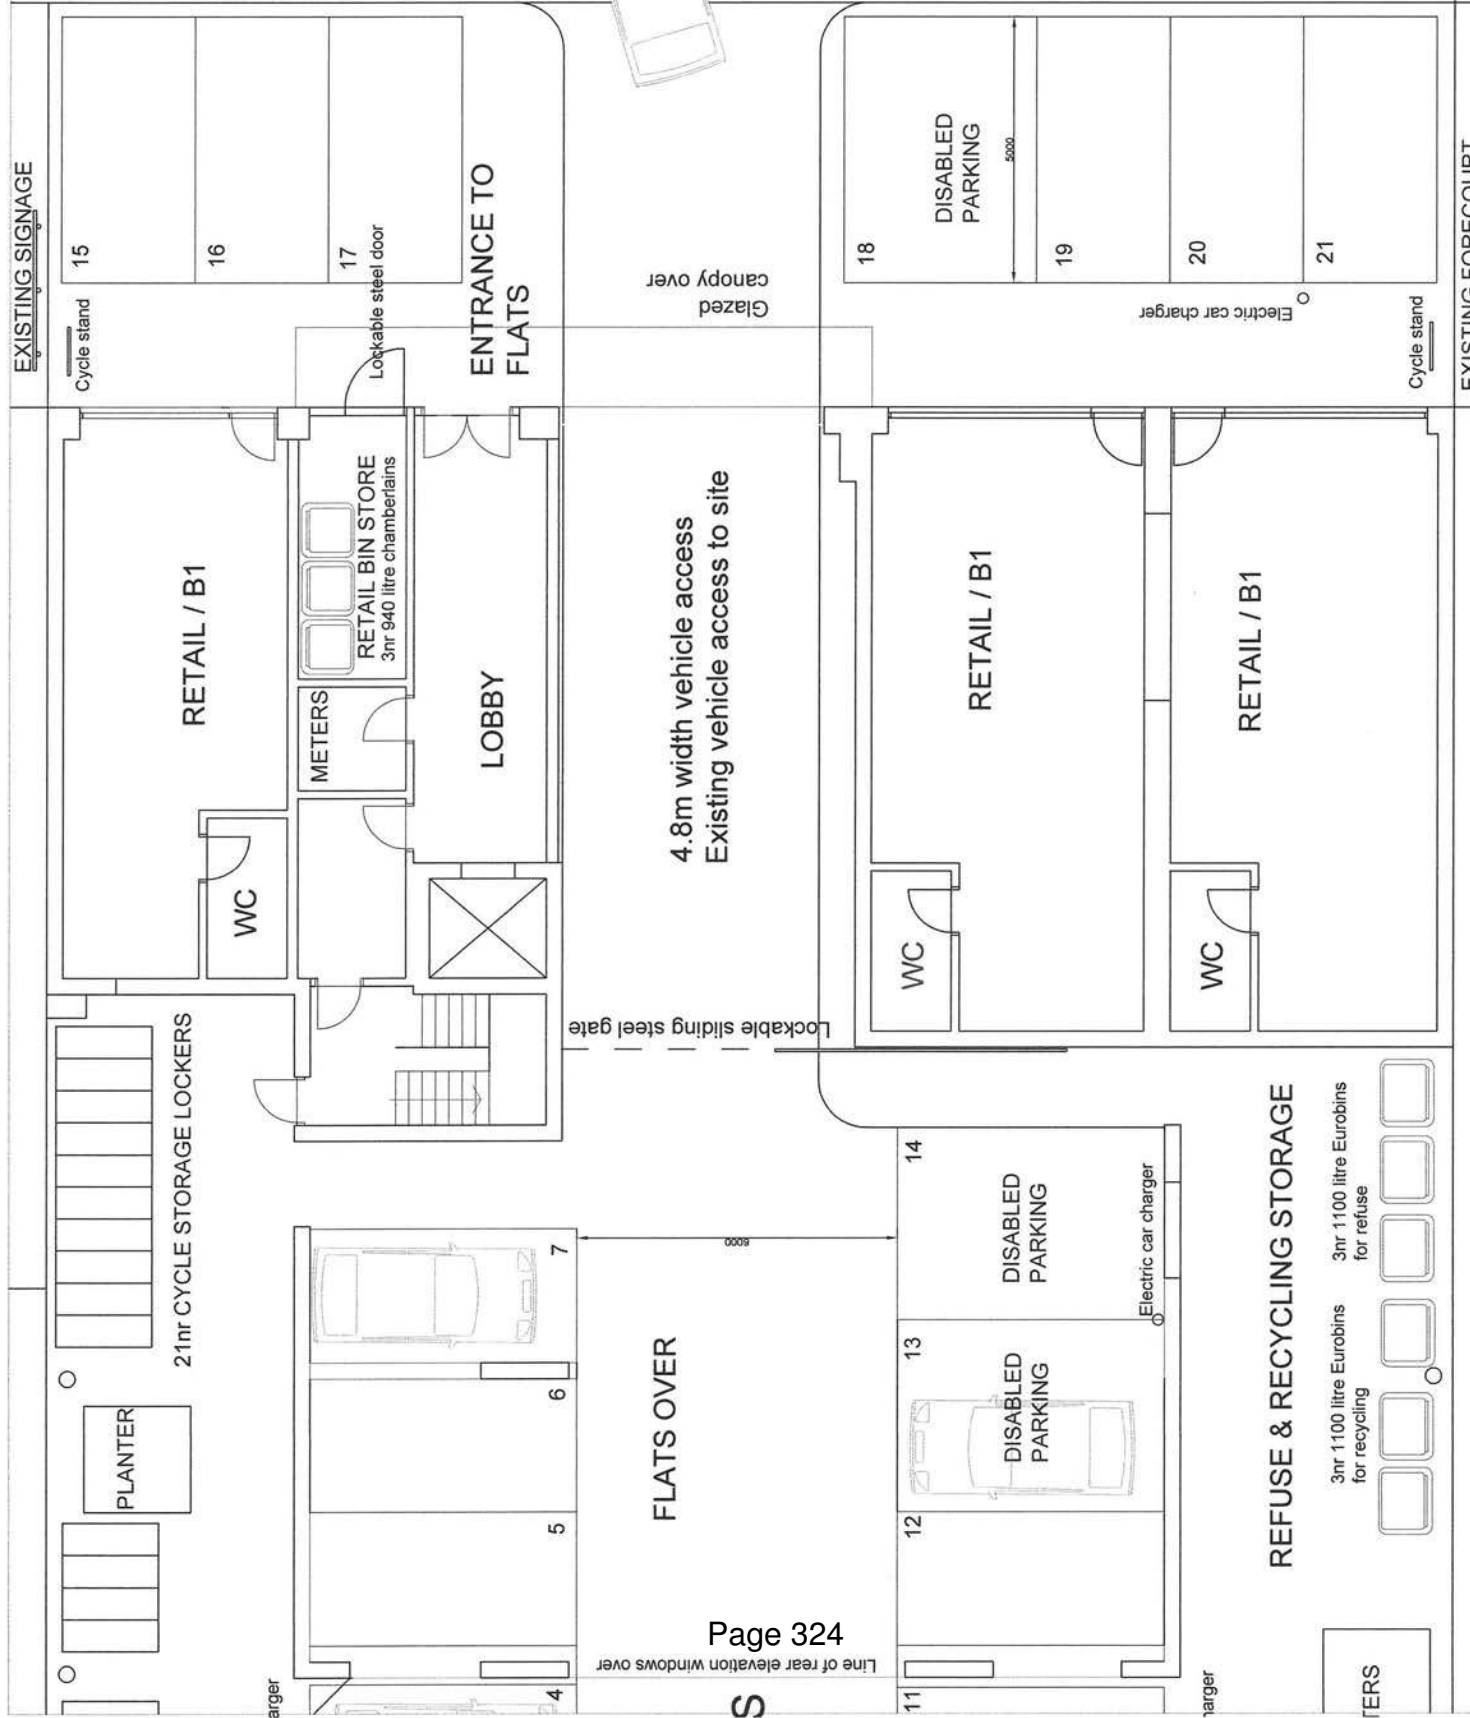 EXISTING SIGNAGE
Cycle stand
15
16
17
Lockable steel door
ENTRANCE TO
FLATS
Glazed
canopy over
18
DISABLED
PARKING
5000
19
20
21
Electric car charger
Cycle stand
EXISTING FORECOURT
RETAIL / B1
WC
METERS
RETAIL BIN STORE
3nr 940 litre chamberlains
LOBBY
4.8m width vehicle access
Existing vehicle access to site
RETAIL / B1
WC
RETAIL / B1
WC
Lockable sliding steel gate
21nr CYCLE STORAGE LOCKERS
PLANTER
7
6
5
4
6000
FLATS OVER
14
DISABLED
PARKING
Electric car charger
13
DISABLED
PARKING
12
11
REFUSE & RECYCLING STORAGE
3nr 1100 litre Eurobins
for refuse
3nr 1100 litre Eurobins
for recycling
Line of rear elevation windows over
Page 324
S
arger
harger
TERS